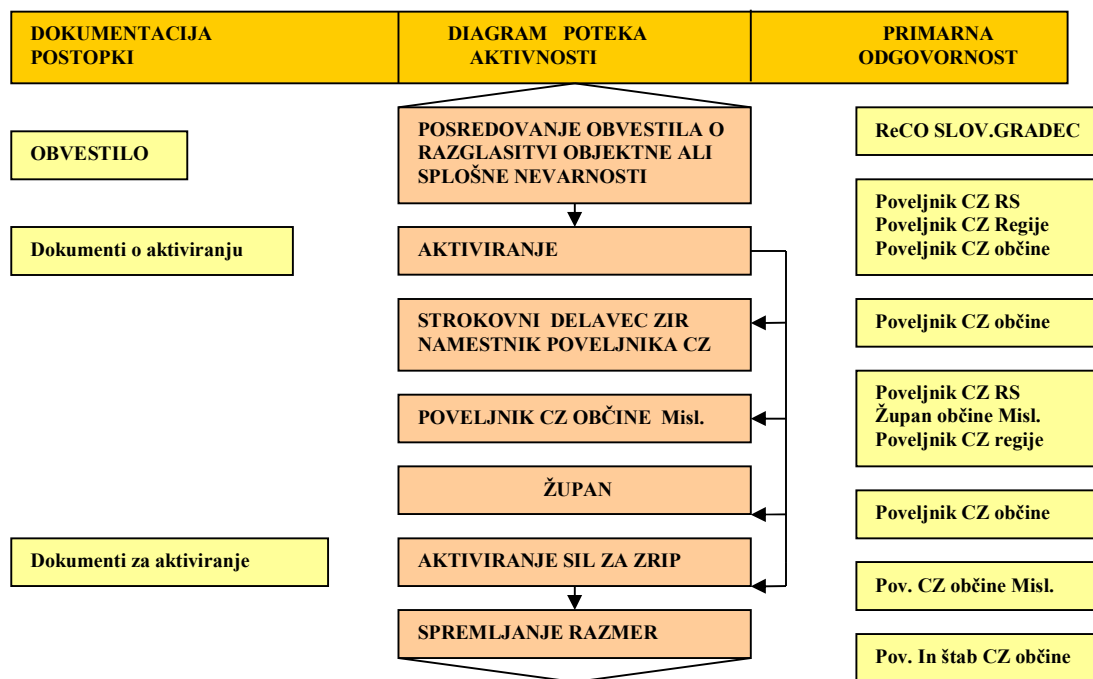 DOKUMENTACIJA
POSTOPKI
DIAGRAM POTEKA
AKTIVNOSTI
PRIMARNA
ODGOVORNOST
OBVESTILO
POSREDOVANJE OBVESTILA O
RAZGLASITVI OBJEKTNE ALI
SPLOŠNE NEVARNOSTI
ReCO SLOV.GRADEC
Dokumenti o aktiviranju
AKTIVIRANJE
Poveljnik CZ RS
Poveljnik CZ Regije
Poveljnik CZ občine
STROKOVNI DELAVEC ZIR
NAMESTNIK POVELJNIKA CZ
Poveljnik CZ občine
POVELJNIK CZ OBČINE Misl.
Poveljnik CZ RS
Župan občine Misl.
Poveljnik CZ regije
ŽUPAN
Poveljnik CZ občine
Dokumenti za aktiviranje
AKTIVIRANJE SIL ZA ZRIP
Pov. CZ občine Misl.
SPREMLJANJE RAZMER
Pov. In štab CZ občine